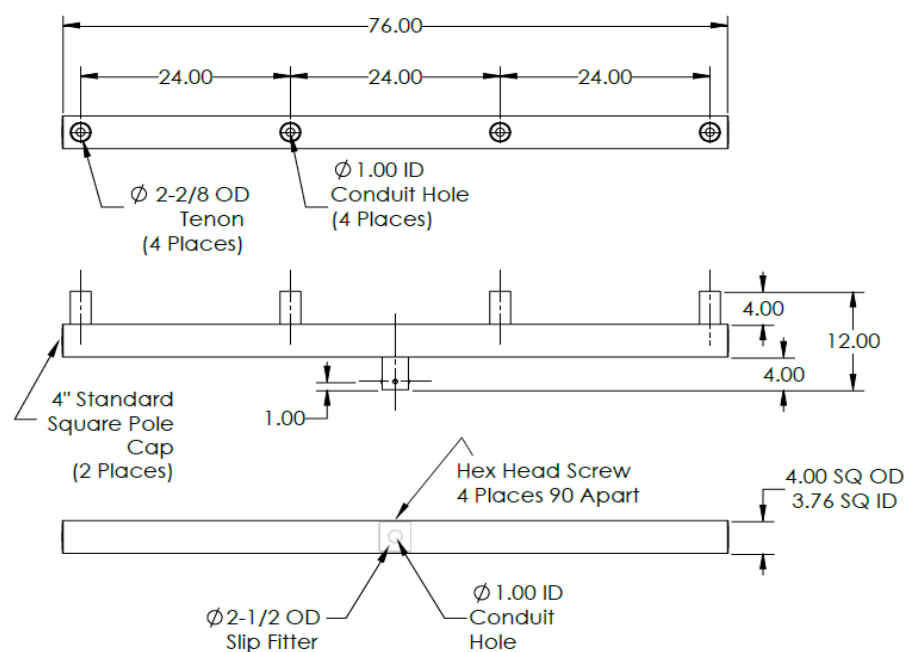 76.00
24.00
24.00
24.00
Ø 2-2/8 OD
Tenon
(4 Places)
Ø 1.00 ID
Conduit Hole
(4 Places)
4.00
12.00
4.00
1.00
4" Standard
Square Pole
Cap
(2 Places)
Hex Head Screw
4 Places 90 Apart
4.00 SQ OD
3.76 SQ ID
Ø 2-1/2 OD
Slip Fitter
Ø 1.00 ID
Conduit
Hole